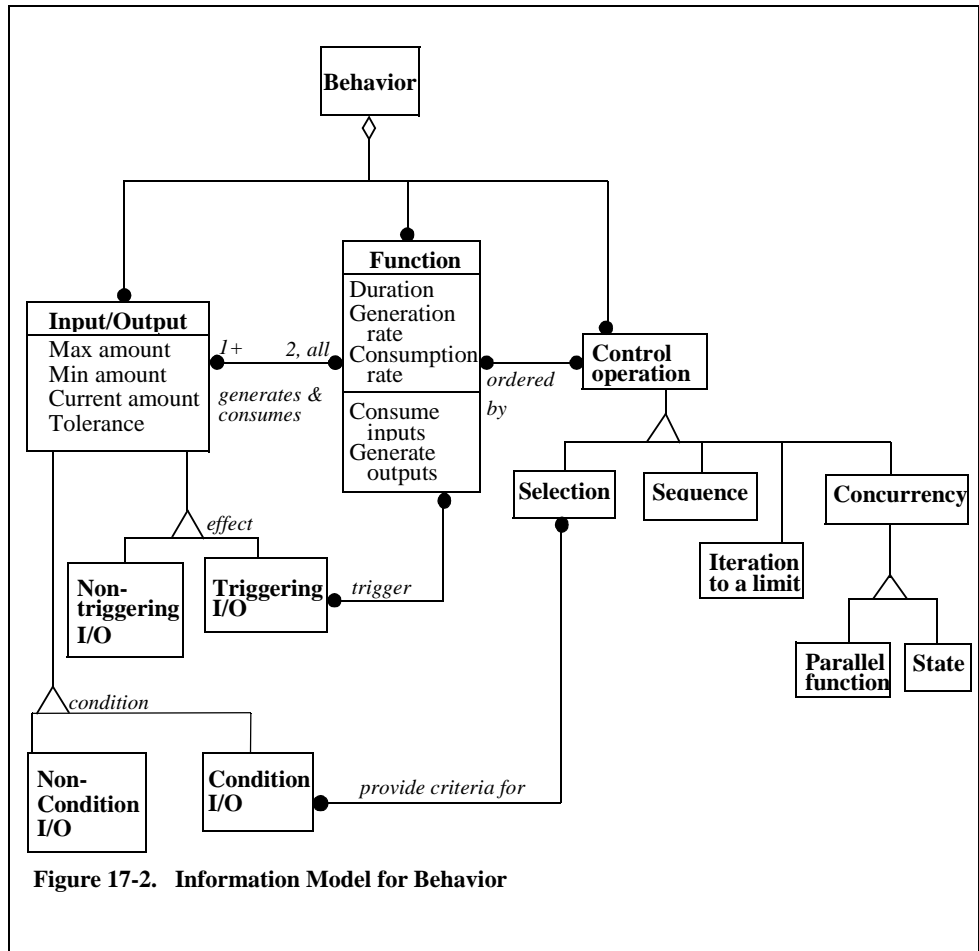 Behavior
Function
Duration
Generation
rate
Consumption
rate
Consume
inputs
Generate
outputs
Input/Output
Max amount
Min amount
Current amount
Tolerance
1+
2, all
generates &
consumes
ordered
by
Control
operation
Selection
Sequence
Iteration
to a limit
Concurrency
Parallel
function
State
effect
Non-
triggering
I/O
Triggering
I/O
trigger
condition
Non-
Condition
I/O
Condition
I/O
provide criteria for
Figure 17-2. Information Model for Behavior